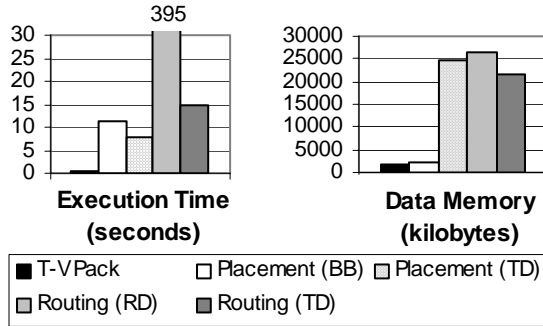 395
30
25
20
15
10
5
0
Execution Time
(seconds)
30000
25000
20000
15000
10000
5000
0
Data Memory
(kilobytes)
T-VPack Placement (BB) Placement (TD)
Routing (RD) Routing (TD)